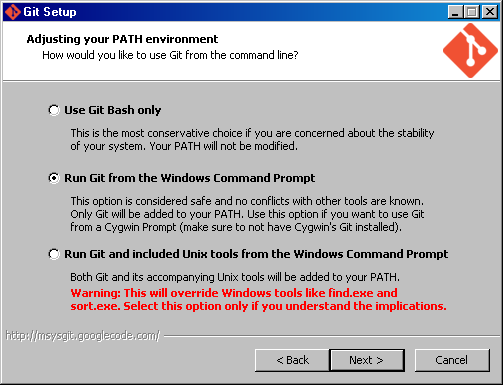 Git Setup
Adjusting your PATH environment
How would you like to use Git from the command line?
Use Git Bash only
This is the most conservative choice if you are concerned about the stability
of your system. Your PATH will not be modified.
Run Git from the Windows Command Prompt
This option is considered safe and no conflicts with other tools are known.
Only Git will be added to your PATH. Use this option if you want to use Git
from a Cygwin Prompt (make sure to not have Cygwin's Git installed).
Run Git and included Unix tools from the Windows Command Prompt
Both Git and its accompanying Unix tools will be added to your PATH.
Warning: This will override Windows tools like find.exe and
sort.exe. Select this option only if you understand the implications.
http://msysgit.googlecode.com/
< Back Next > Cancel